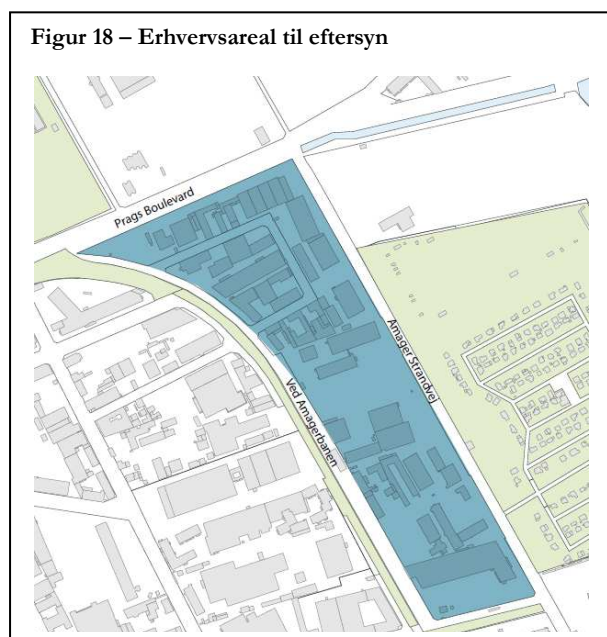 Figur 18 – Erhvervsareal til eftersyn
Prags Boulevard
Amager Strandvej
Ved Amagerbanen